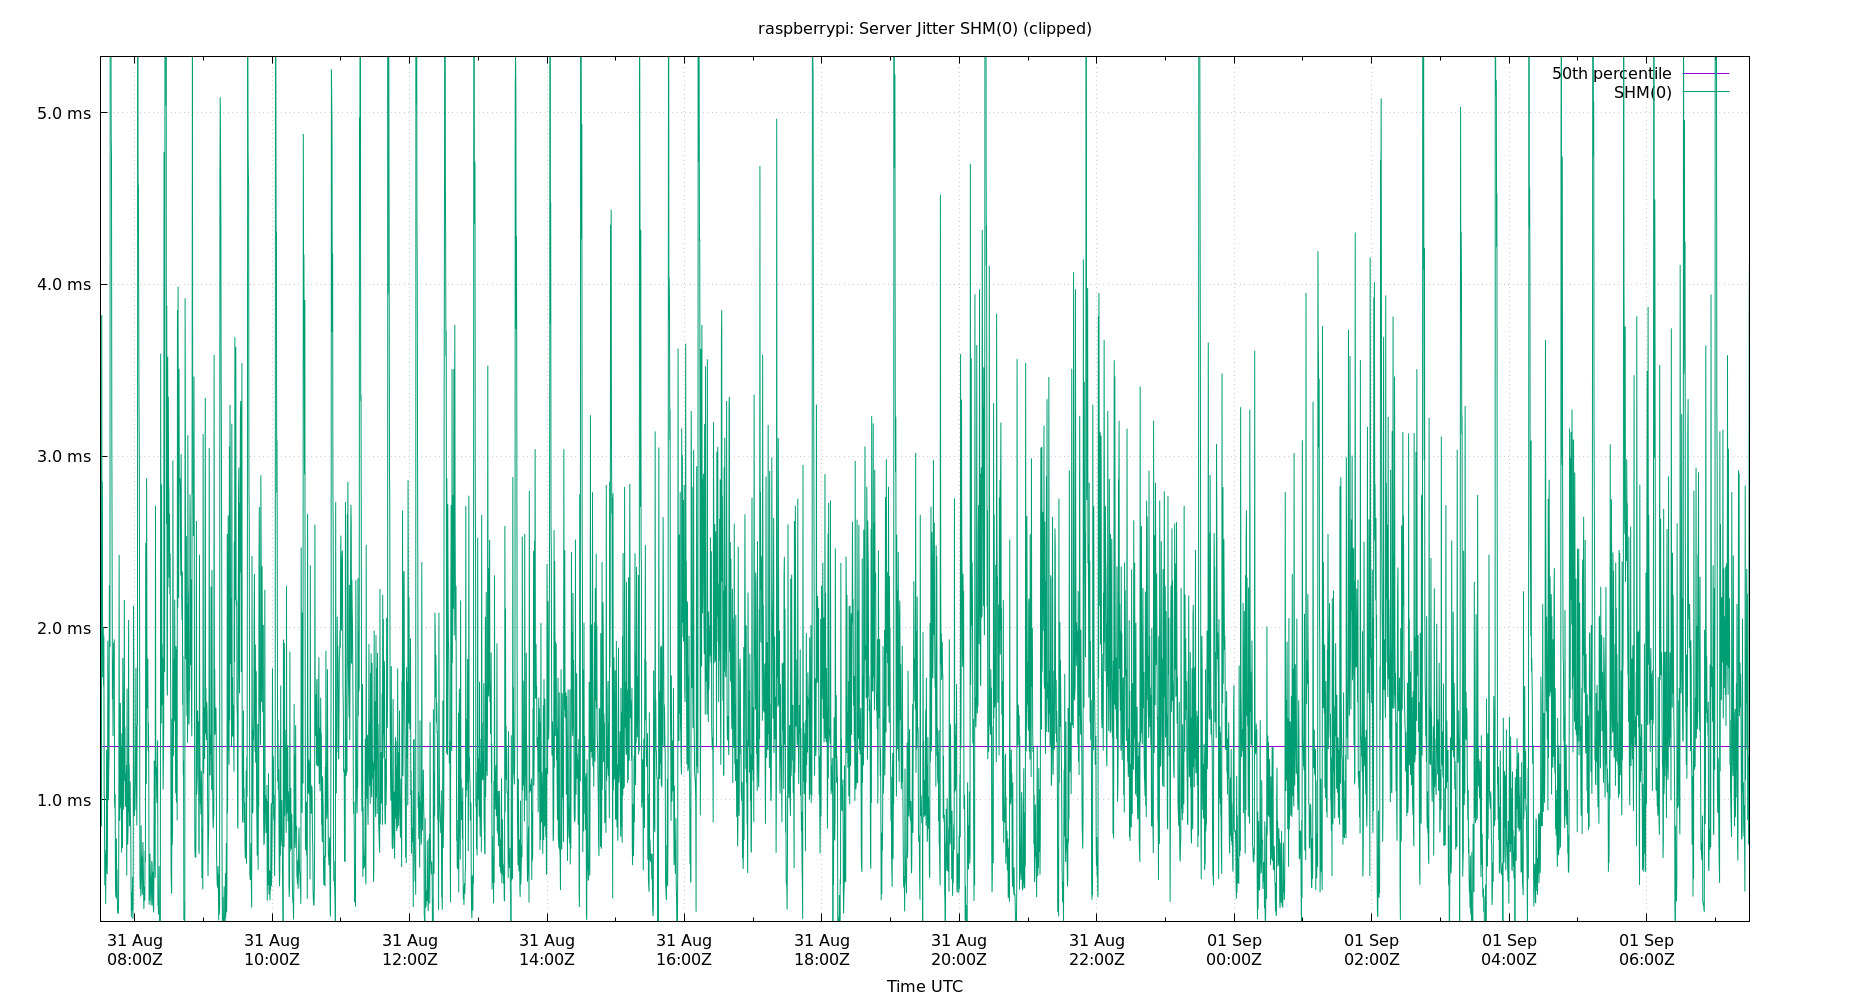 raspberrypi: Server Jitter SHM(0) (clipped)
50th percentile
SHM(0)
5.0 ms
4.0 ms
3.0 ms
2.0 ms
1.0 ms
31 Aug 31 Aug 31 Aug 31 Aug 31 Aug 31 Aug 31 Aug 31 Aug 01 Sep 01 Sep 01 Sep 01 Sep
08:00Z 10:00Z 12:00Z 14:00Z 16:00Z 18:00Z 20:00Z 22:00Z 00:00Z 02:00Z 04:00Z 06:00Z
Time UTC